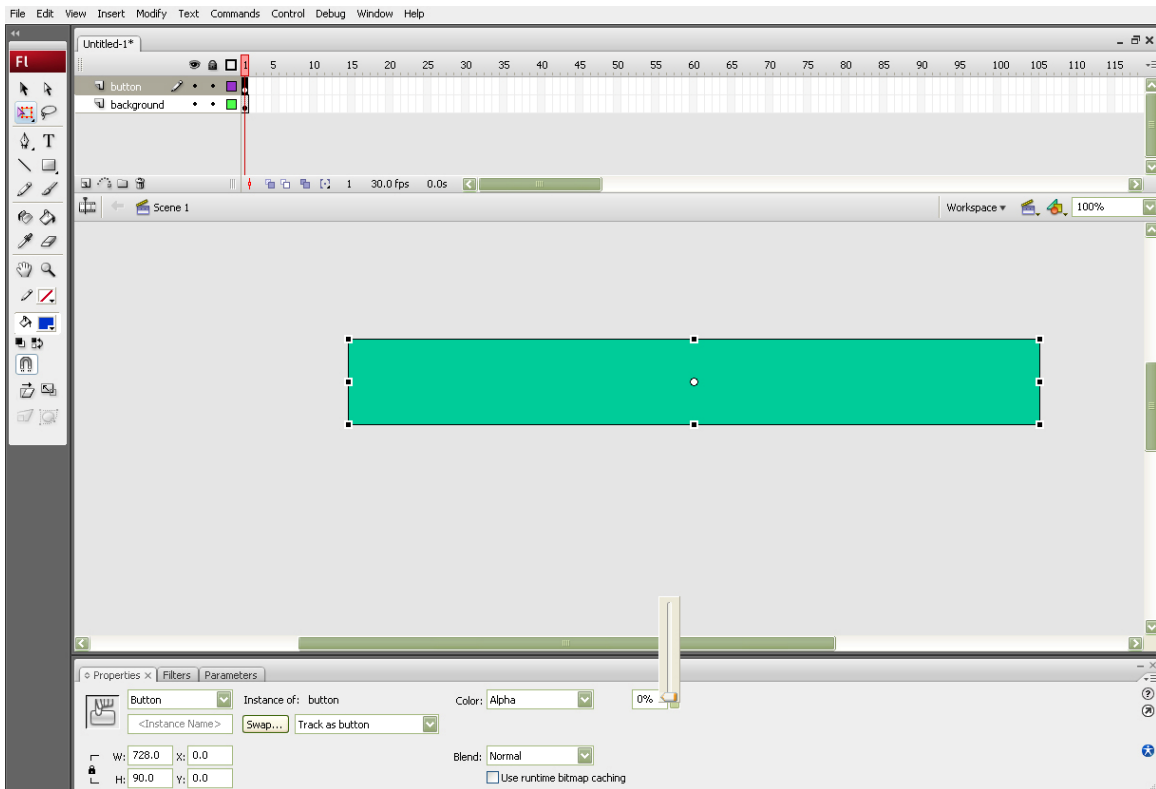 File Edit View Insert Modify Text Commands Control Debug Window Help
Untitled-1*
Fl
1 5 10 15 20 25 30 35 40 45 50 55 60 65 70 75 80 85 90 95 100 105 110 115
button
background
T
1 30.0 fps 0.0s
Scene 1 Workspace 100%
Properties × Filters Parameters
Button Instance of: button Color: Alpha 0%
<Instance Name> Swap... Track as button
W: 728.0 X: 0.0 Blend: Normal
H: 90.0 Y: 0.0 Use runtime bitmap caching